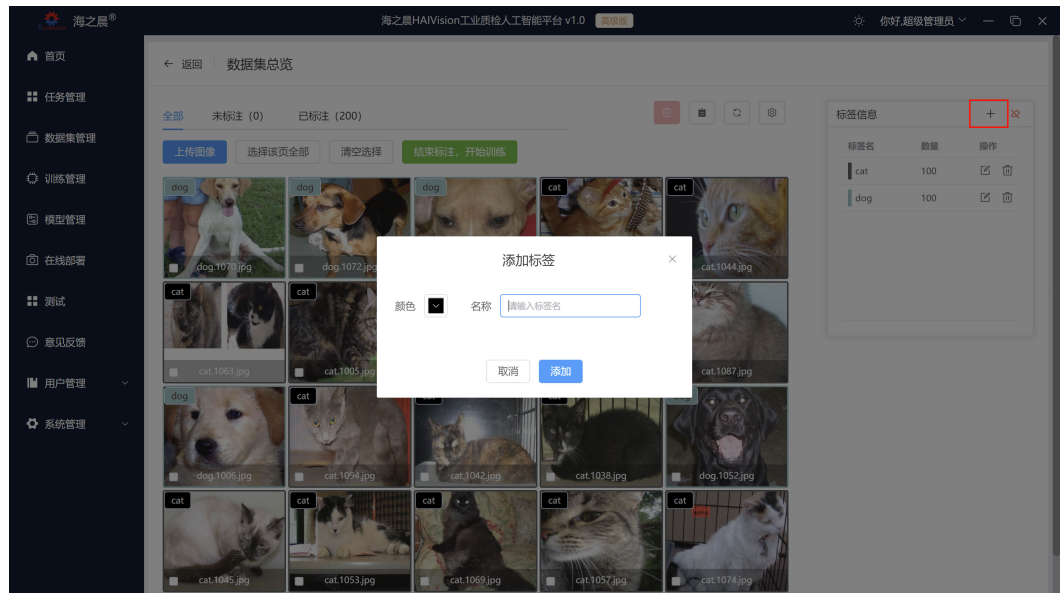 海之晨®
海之晨HAIVision工业质检人工智能平台 v1.0 高级版
你好,超级管理员
首页
任务管理
数据集管理
训练管理
模型管理
在线部署
测试
意见反馈
用户管理
系统管理
← 返回 数据集总览
全部 未标注 (0) 已标注 (200)
上传图像 选择该页全部 清空选择 结束标注，开始训练
标签信息
标签名 数量 操作
cat 100
dog 100
dog dog dog cat cat
dog.1070.jpg dog.1072.jpg cat.1044.jpg
cat
cat.1063.jpg cat.1005.jpg cat.1087.jpg
添加标签
颜色 名称 请输入标签名
取消 添加
dog cat
dog.1006.jpg cat.1094.jpg cat.1042.jpg cat.1038.jpg dog.1052.jpg
cat cat cat cat cat
cat.1045.jpg cat.1053.jpg cat.1069.jpg cat.1057.jpg cat.1074.jpg